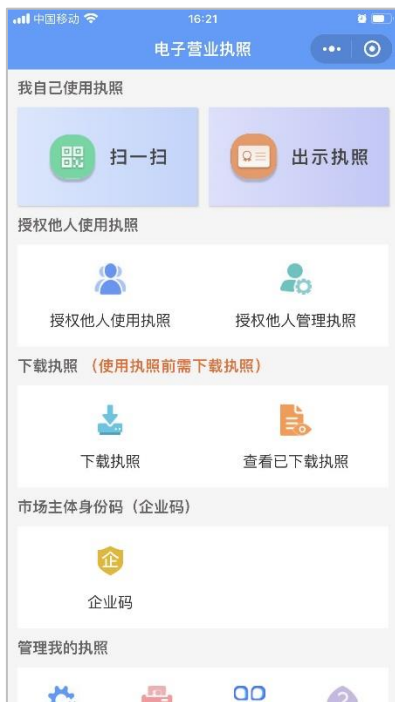 中国移动 16:21
电子营业执照
我自己使用执照
扫一扫 出示执照
授权他人使用执照
授权他人使用执照 授权他人管理执照
下载执照 (使用执照前需下载执照)
下载执照 查看已下载执照
市场主体身份码 (企业码)
企
企业码
管理我的执照
?